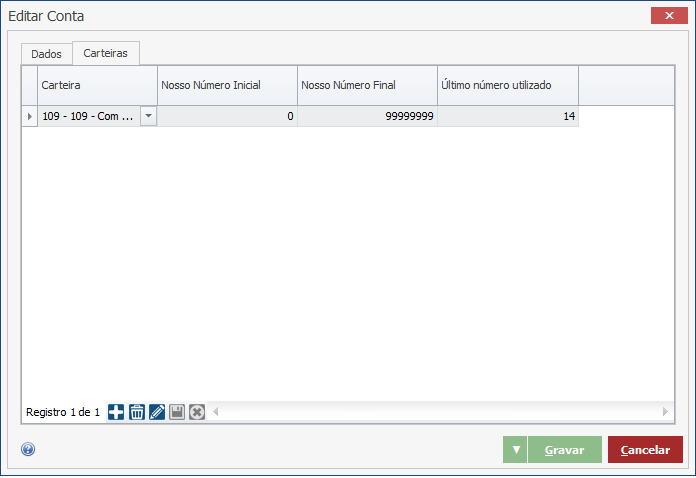 Editar Conta
Dados Carteiras
Carteira Nosso Número Inicial Nosso Número Final Último número utilizado
109 - 109 - Com ... 0 99999999 14
Registro 1 de 1
Gravar Cancelar